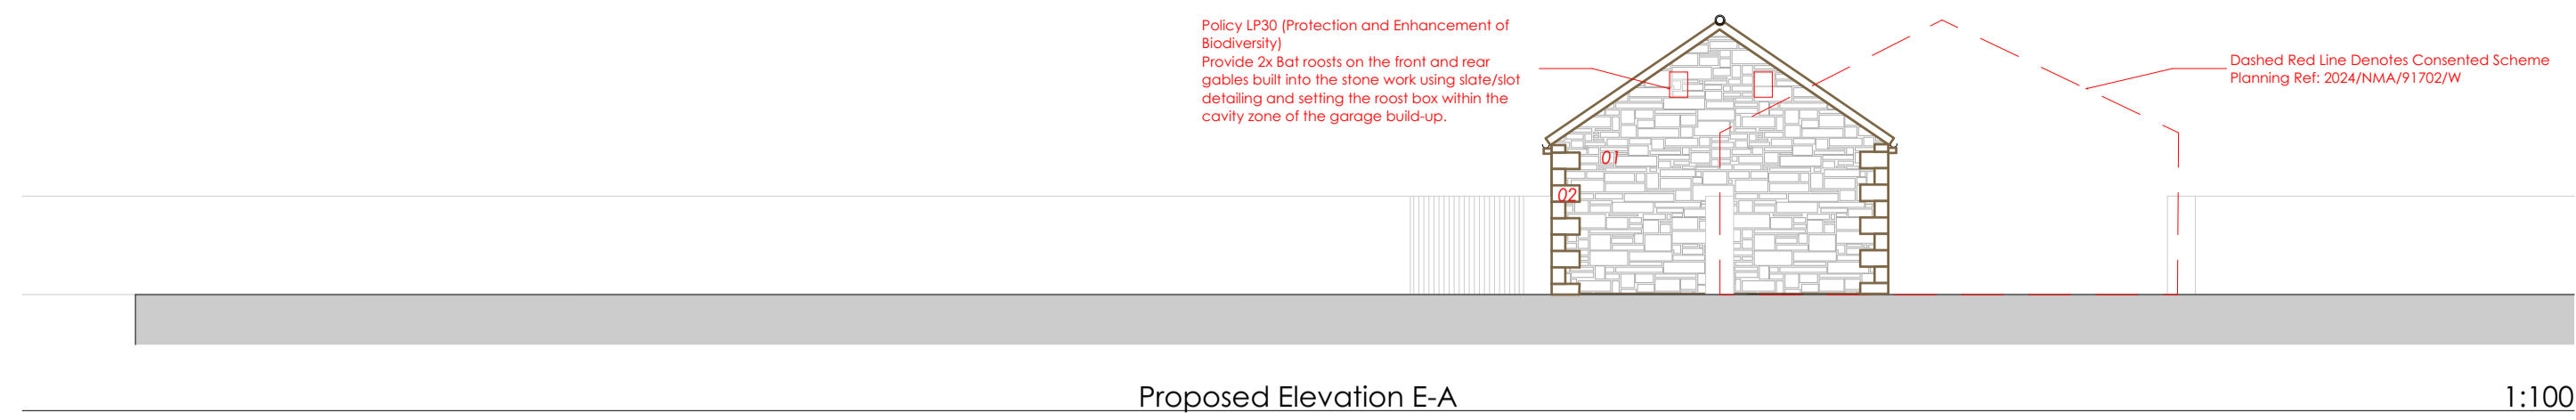 Policy LP30 (Protection and Enhancement of
Biodiversity)
Provide 2x Bat roosts on the front and rear
gables built into the stone work using slate/slot
detailing and setting the roost box within the
cavity zone of the garage build-up.
Dashed Red Line Denotes Consented Scheme
Planning Ref: 2024/NMA/91702/W
01
02
Proposed Elevation E-A
1:100